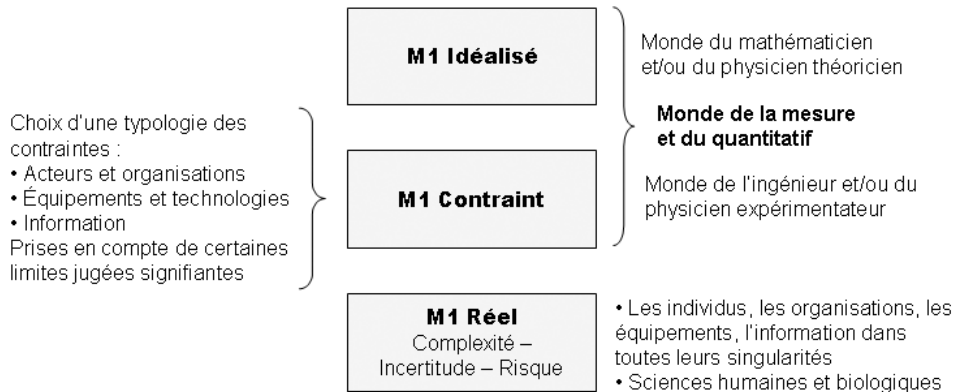 M1 Idéalisé
Monde du mathématicien
et/ou du physicien théoricien
Monde de la mesure
et du quantitatif
Monde de l'ingénieur et/ou du
physicien expérimentateur
Choix d'une typologie des
contraintes :
• Acteurs et organisations
• Équipements et technologies
• Information
Prises en compte de certaines
limites jugées signifiantes
M1 Contraint
M1 Réel
Complexité –
Incertitude – Risque
• Les individus, les organisations, les
équipements, l'information dans
toutes leurs singularités
• Sciences humaines et biologiques